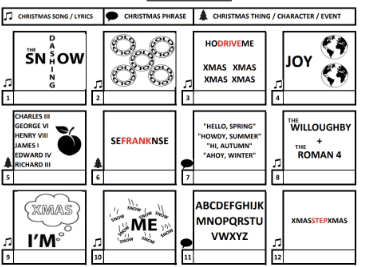 CHRISTMAS SONG / LYRICS
CHRISTMAS PHRASE
CHRISTMAS THING / CHARACTER / EVENT
DASHING
THE
SN OW
1
2
HODRIVEME
XMAS XMAS
XMAS XMAS
3
JOY
4
CHARLES III
GEORGE VI
HENRY VIII
JAMES I
EDWARD IV
RICHARD III
5
SEFRANKNSE
6
"HELLO, SPRING"
"HOWDY, SUMMER"
"HI, AUTUMN"
"AHOY, WINTER"
7
THE
WILLOUGHBY
+
THE
ROMAN 4
8
XMAS
I'M
9
SNOW
SNOW
SNOW
SNOW
SNOW
ME
SNOW
SNOW
SNOW
SNOW
10
ABCDEFGHIJK
MNOPQRSTU
VWXYZ
11
XMASSTEPXMAS
12